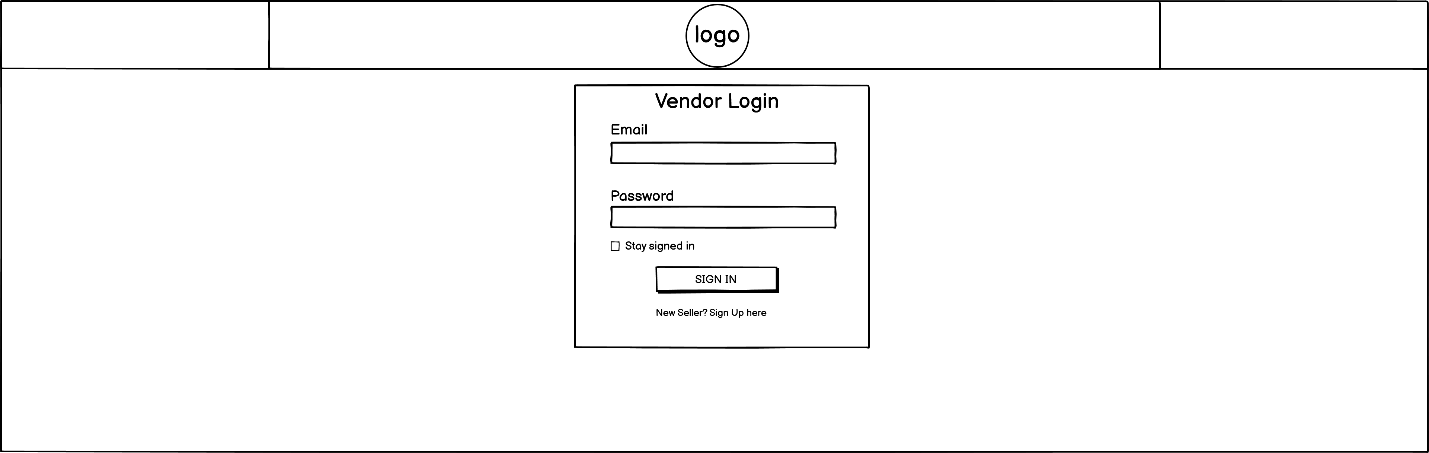 logo
Vendor Login
Email
Password
Stay signed in
SIGN IN
New Seller? Sign Up here